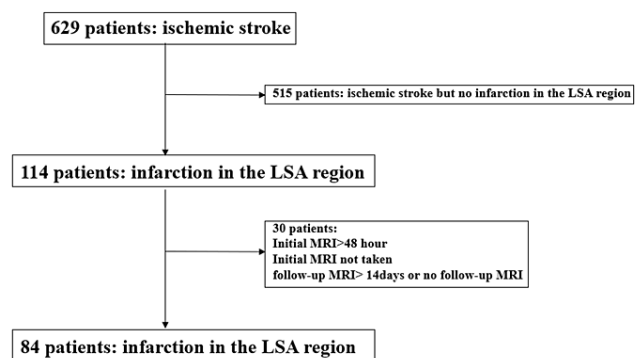 629 patients: ischemic stroke
515 patients: ischemic stroke but no infarction in the LSA region
114 patients: infarction in the LSA region
30 patients:
Initial MRI>48 hour
Initial MRI not taken
follow-up MRI> 14days or no follow-up MRI
84 patients: infarction in the LSA region